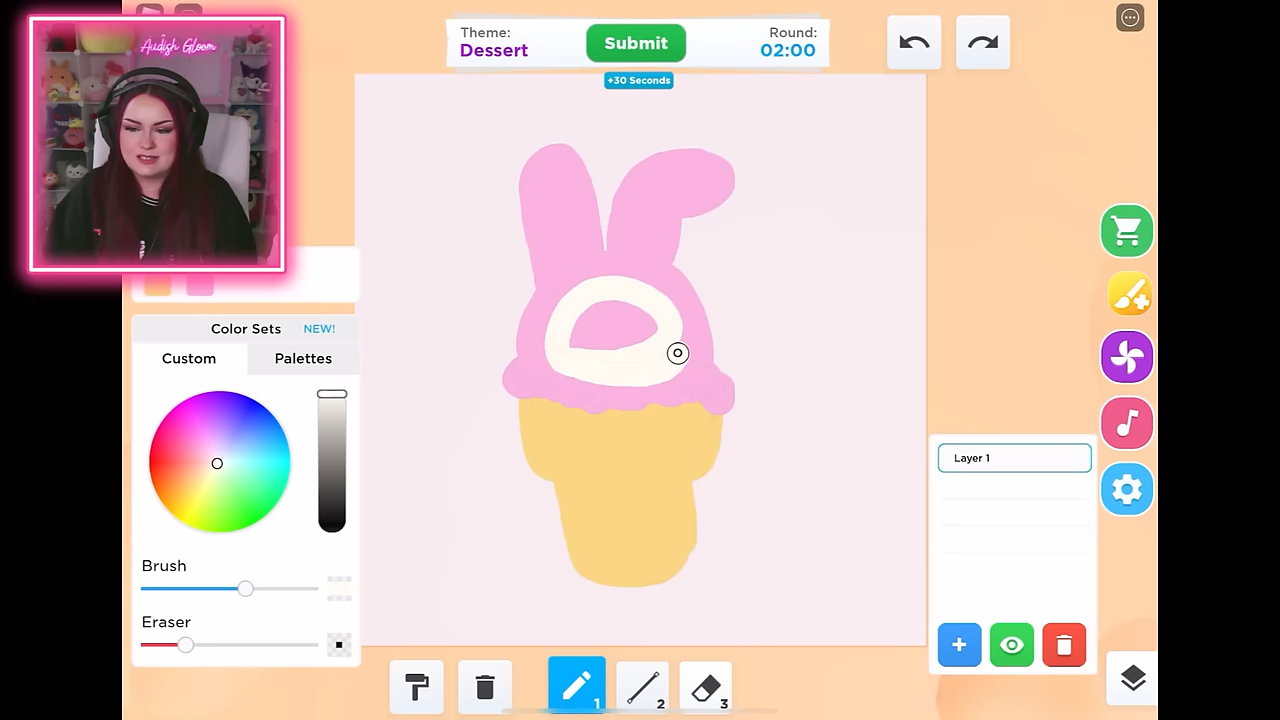 Audish Gloom
Theme:
Dessert
Submit
Round:
02:00
+30 Seconds
Color Sets
NEW!
Custom
Palettes
Brush
Eraser
Layer 1
1
2
3